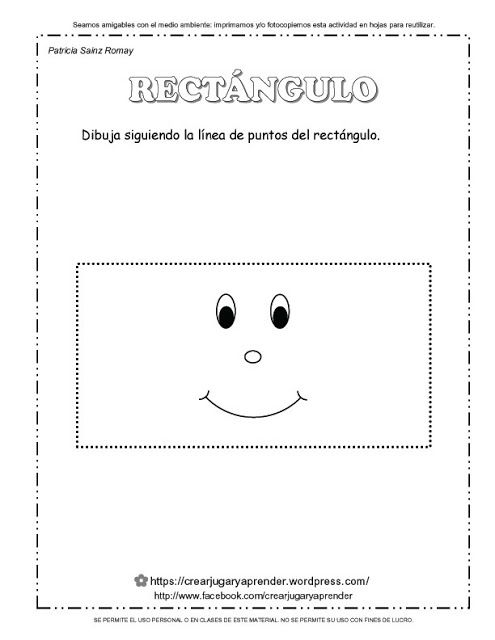 Seamos amigables con el medio ambiente: imprimamos y/o fotocopiemos esta actividad en hojas para reutilizar.
Patricia Sainz Romay
RECTÁNGULO
Dibuja siguiendo la línea de puntos del rectángulo.
https://crearjugaryaprender.wordpress.com/
http://www.facebook.com/crearjugaryaprender
SE PERMITE EL USO PERSONAL O EN CLASES DE ESTE MATERIAL. NO SE PERMITE SU USO CON FINES DE LUCRO.